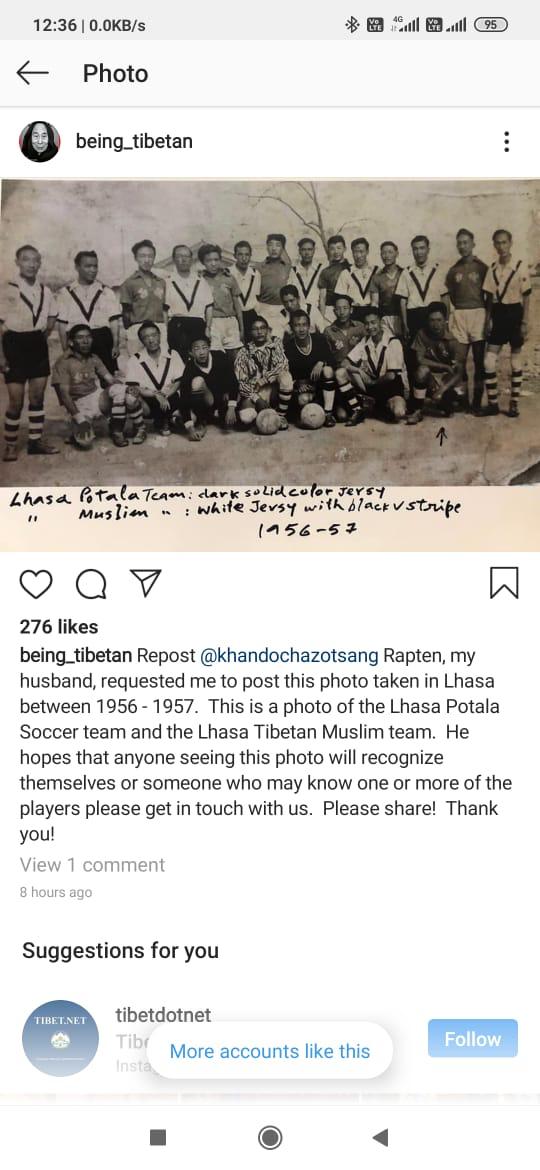 12:36 | 0.0KB/s
Vo LTE 4G Vo LTE 95
Photo
being_tibetan
Lhasa Potala Team: dark solid color Jersy
" Muslim " : White Jersy with black v stripe
1956-57
276 likes
being_tibetan Repost @khandochazotsang Rapten, my
husband, requested me to post this photo taken in Lhasa
between 1956 - 1957.  This is a photo of the Lhasa Potala
Soccer team and the Lhasa Tibetan Muslim team.  He
hopes that anyone seeing this photo will recognize
themselves or someone who may know one or more of the
players please get in touch with us.  Please share!  Thank
you!
View 1 comment
8 hours ago
Suggestions for you
TIBET.NET
tibetdotnet
Follow
More accounts like this